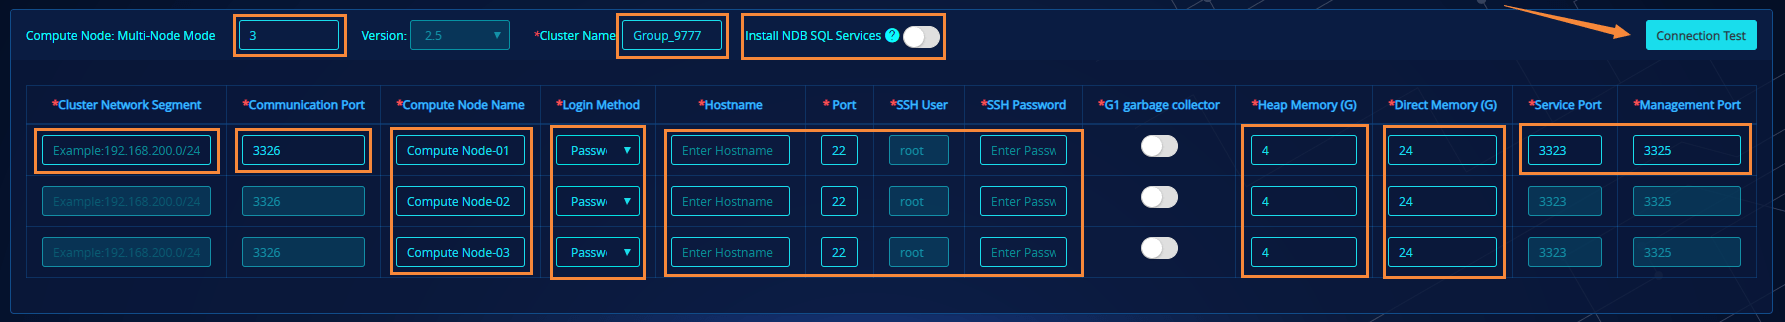 Compute Node: Multi-Node Mode 3 Version: 2.5 *Cluster Name Group_9777 Install NDB SQL Services ? Connection Test
*Cluster Network Segment *Communication Port *Compute Node Name *Login Method *Hostname * Port *SSH User *SSH Password *G1 garbage collector *Heap Memory (G) *Direct Memory (G) *Service Port *Management Port
Example:192.168.200.0/24 3326 Compute Node-01 Passw Enter Hostname 22 root Enter Passw 4 24 3323 3325
Example:192.168.200.0/24 3326 Compute Node-02 Passw Enter Hostname 22 root Enter Passw 4 24 3323 3325
Example:192.168.200.0/24 3326 Compute Node-03 Passw Enter Hostname 22 root Enter Passw 4 24 3323 3325